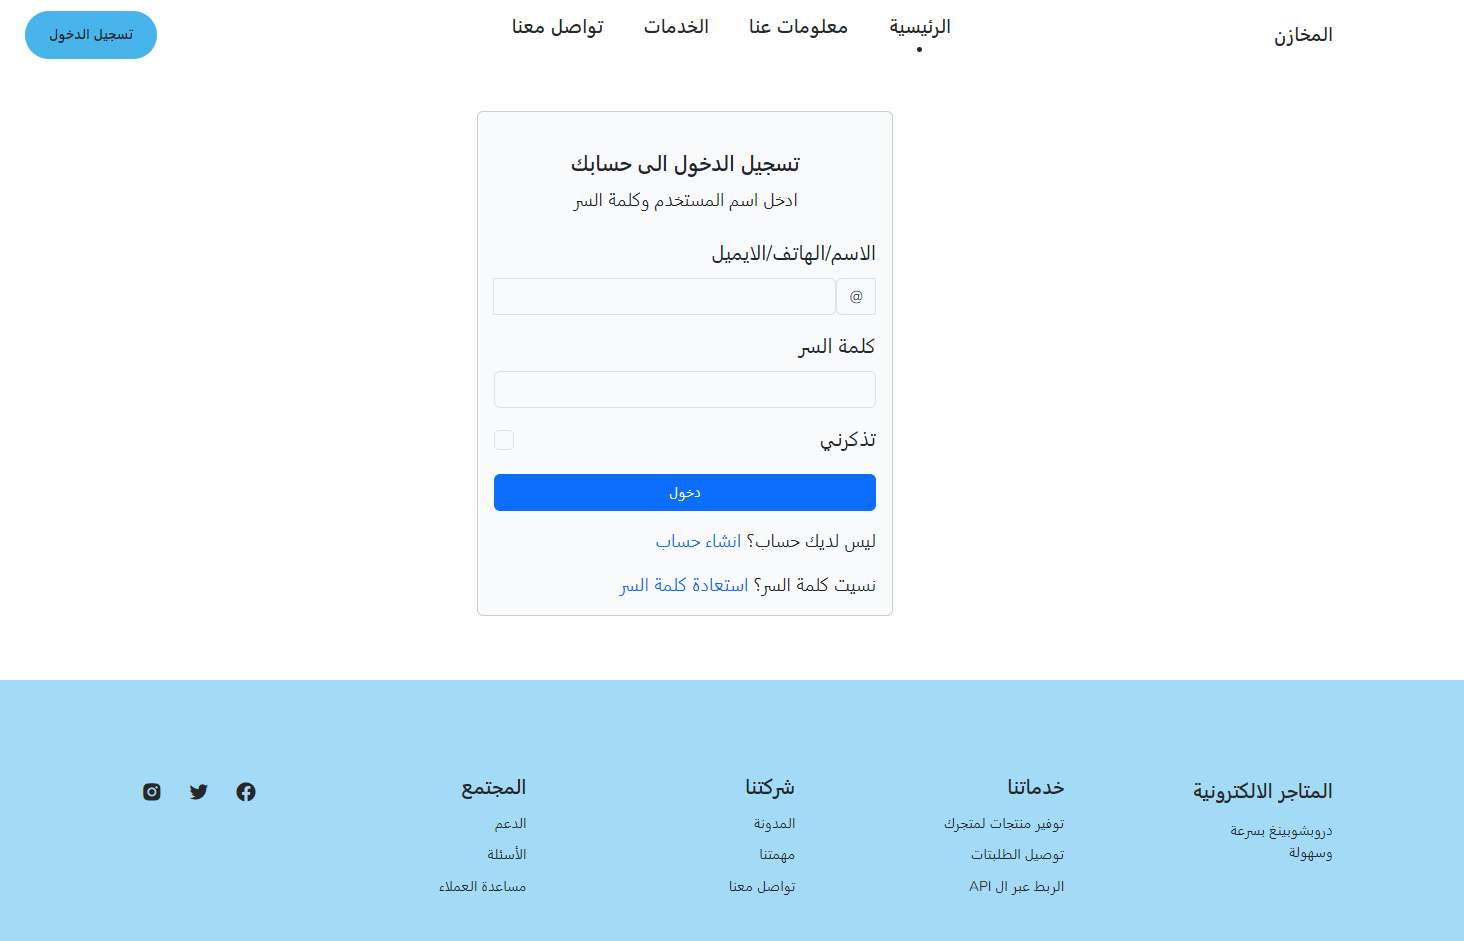 المخازن
الرئيسية
معلومات عنا
الخدمات
تواصل معنا
تسجيل الدخول
تسجيل الدخول الى حسابك
ادخل اسم المستخدم وكلمة السر
الاسم/الهاتف/الايميل
@
كلمة السر
تذكرني
دخول
ليس لديك حساب؟ انشاء حساب
نسيت كلمة السر؟ استعادة كلمة السر
المتاجر الالكترونية
دروبشوبينغ بسرعة
وسهولة
خدماتنا
توفير منتجات لمتجرك
توصيل الطلبتات
الربط عبر ال API
شركتنا
المدونة
مهمتنا
تواصل معنا
المجتمع
الدعم
الأسئلة
مساعدة العملاء